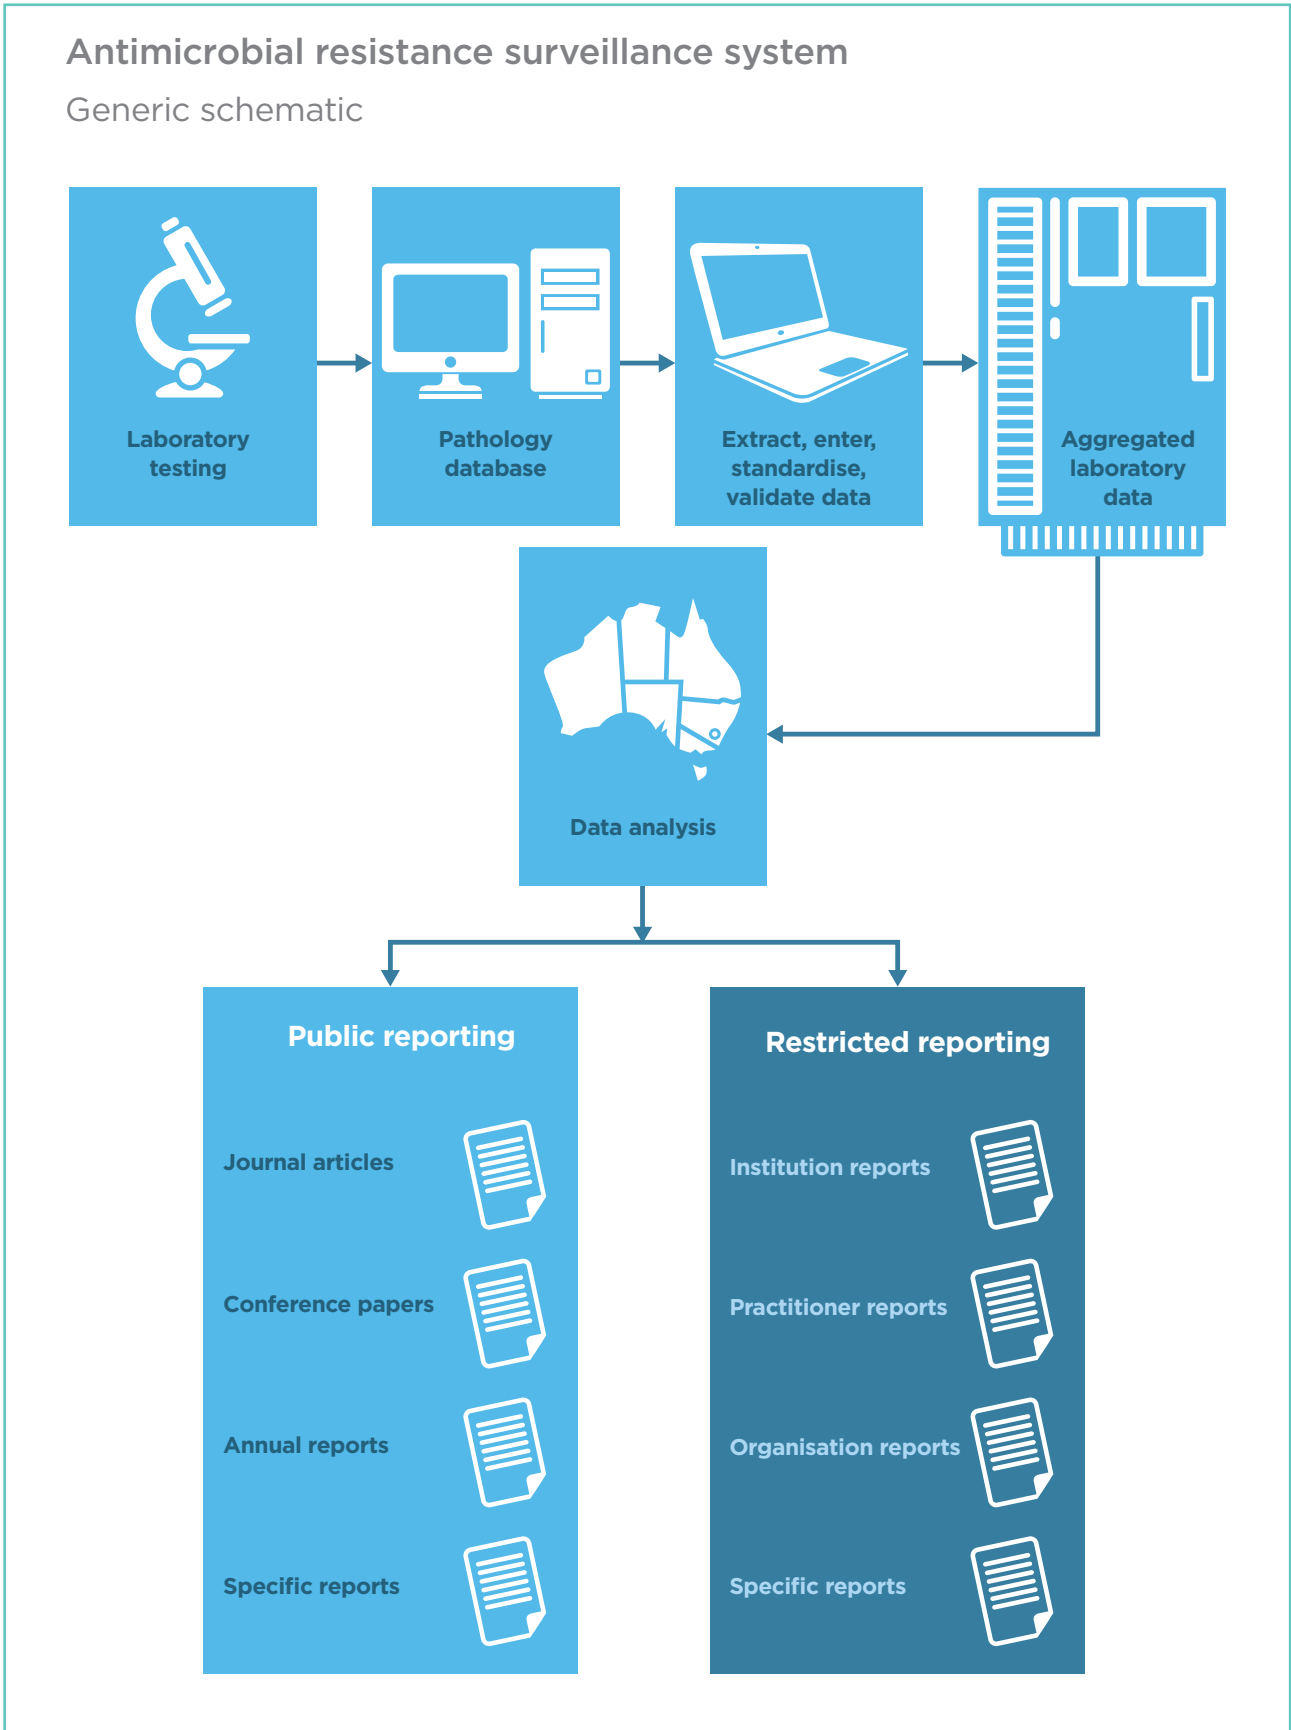 Antimicrobial resistance surveillance system
Generic schematic
Laboratory
testing
Pathology
database
Extract, enter,
standardise,
validate data
Aggregated
laboratory
data
Data analysis
Public reporting
Journal articles
Conference papers
Annual reports
Specific reports
Restricted reporting
Institution reports
Practitioner reports
Organisation reports
Specific reports